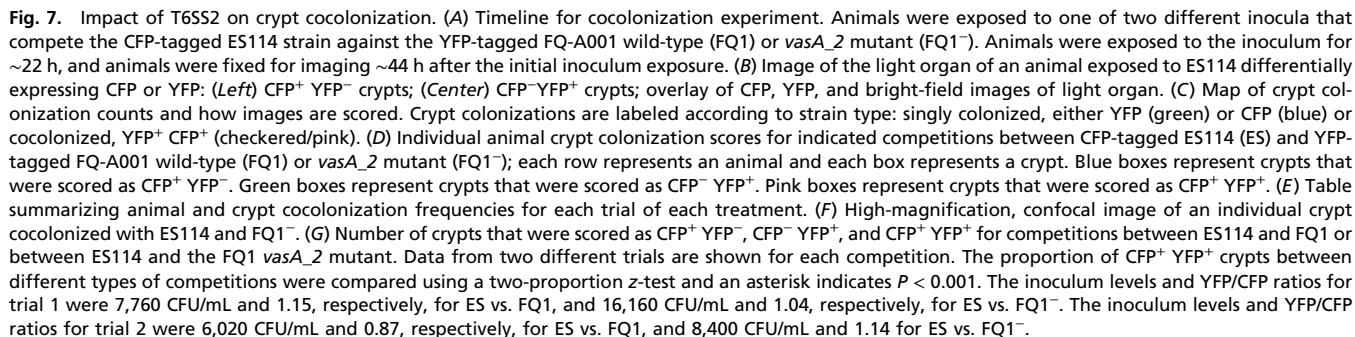 Fig. 7. Impact of T6SS2 on crypt cocolonization. (A) Timeline for cocolonization experiment. Animals were exposed to one of two different inocula that
compete the CFP-tagged ES114 strain against the YFP-tagged FQ-A001 wild-type (FQ1) or vasA_2 mutant (FQ1⁻). Animals were exposed to the inoculum for
~22 h, and animals were fixed for imaging ~44 h after the initial inoculum exposure. (B) Image of the light organ of an animal exposed to ES114 differentially
expressing CFP or YFP: (Left) CFP⁺ YFP⁻ crypts; (Center) CFP⁻YFP⁺ crypts; overlay of CFP, YFP, and bright-field images of light organ. (C) Map of crypt col-
onization counts and how images are scored. Crypt colonizations are labeled according to strain type: singly colonized, either YFP (green) or CFP (blue) or
cocolonized, YFP⁺ CFP⁺ (checkered/pink). (D) Individual animal crypt colonization scores for indicated competitions between CFP-tagged ES114 (ES) and YFP-
tagged FQ-A001 wild-type (FQ1) or vasA_2 mutant (FQ1⁻); each row represents an animal and each box represents a crypt. Blue boxes represent crypts that
were scored as CFP⁺ YFP⁻. Green boxes represent crypts that were scored as CFP⁻ YFP⁺. Pink boxes represent crypts that were scored as CFP⁺ YFP⁺. (E) Table
summarizing animal and crypt cocolonization frequencies for each trial of each treatment. (F) High-magnification, confocal image of an individual crypt
cocolonized with ES114 and FQ1⁻. (G) Number of crypts that were scored as CFP⁺ YFP⁻, CFP⁻ YFP⁺, and CFP⁺ YFP⁺ for competitions between ES114 and FQ1 or
between ES114 and the FQ1 vasA_2 mutant. Data from two different trials are shown for each competition. The proportion of CFP⁺ YFP⁺ crypts between
different types of competitions were compared using a two-proportion z-test and an asterisk indicates P < 0.001. The inoculum levels and YFP/CFP ratios for
trial 1 were 7,760 CFU/mL and 1.15, respectively, for ES vs. FQ1, and 16,160 CFU/mL and 1.04, respectively, for ES vs. FQ1⁻. The inoculum levels and YFP/CFP
ratios for trial 2 were 6,020 CFU/mL and 0.87, respectively, for ES vs. FQ1, and 8,400 CFU/mL and 1.14 for ES vs. FQ1⁻.